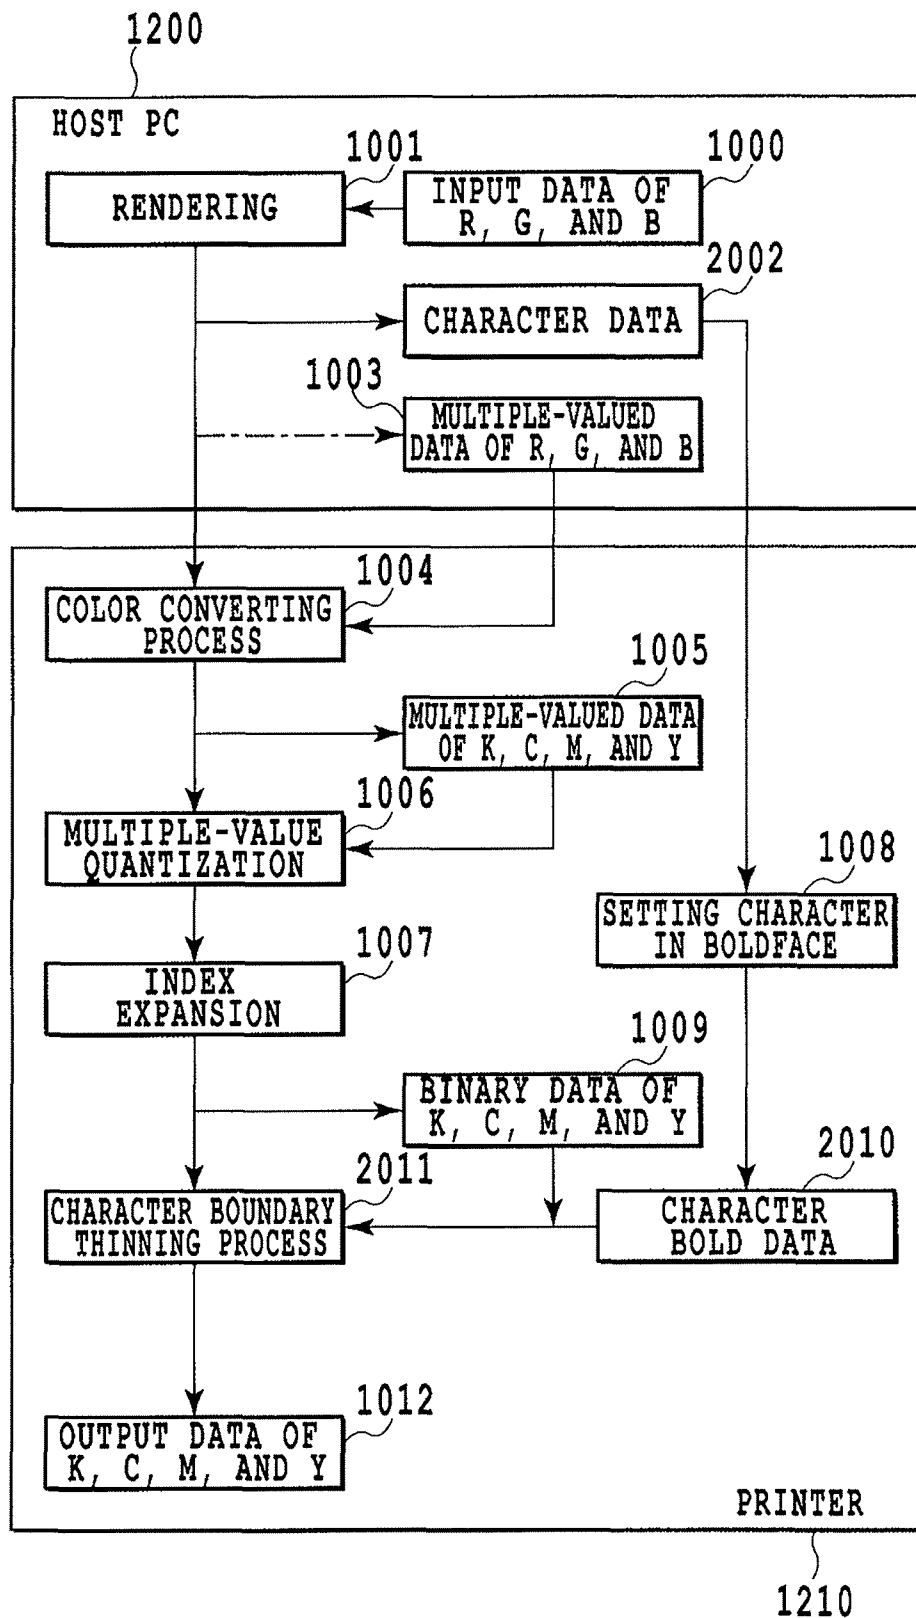 1200
HOST PC
1001
1000
RENDERING
INPUT DATA OF
R, G, AND B
2002
CHARACTER DATA
1003
MULTIPLE-VALUED
DATA OF R, G, AND B
1004
COLOR CONVERTING
PROCESS
1005
MULTIPLE-VALUED DATA
OF K, C, M, AND Y
1006
MULTIPLE-VALUE
QUANTIZATION
1008
SETTING CHARACTER
IN BOLDFACE
1007
INDEX
EXPANSION
1009
BINARY DATA OF
K, C, M, AND Y
2011
2010
CHARACTER BOUNDARY
THINNING PROCESS
CHARACTER
BOLD DATA
1012
OUTPUT DATA OF
K, C, M, AND Y
PRINTER
1210